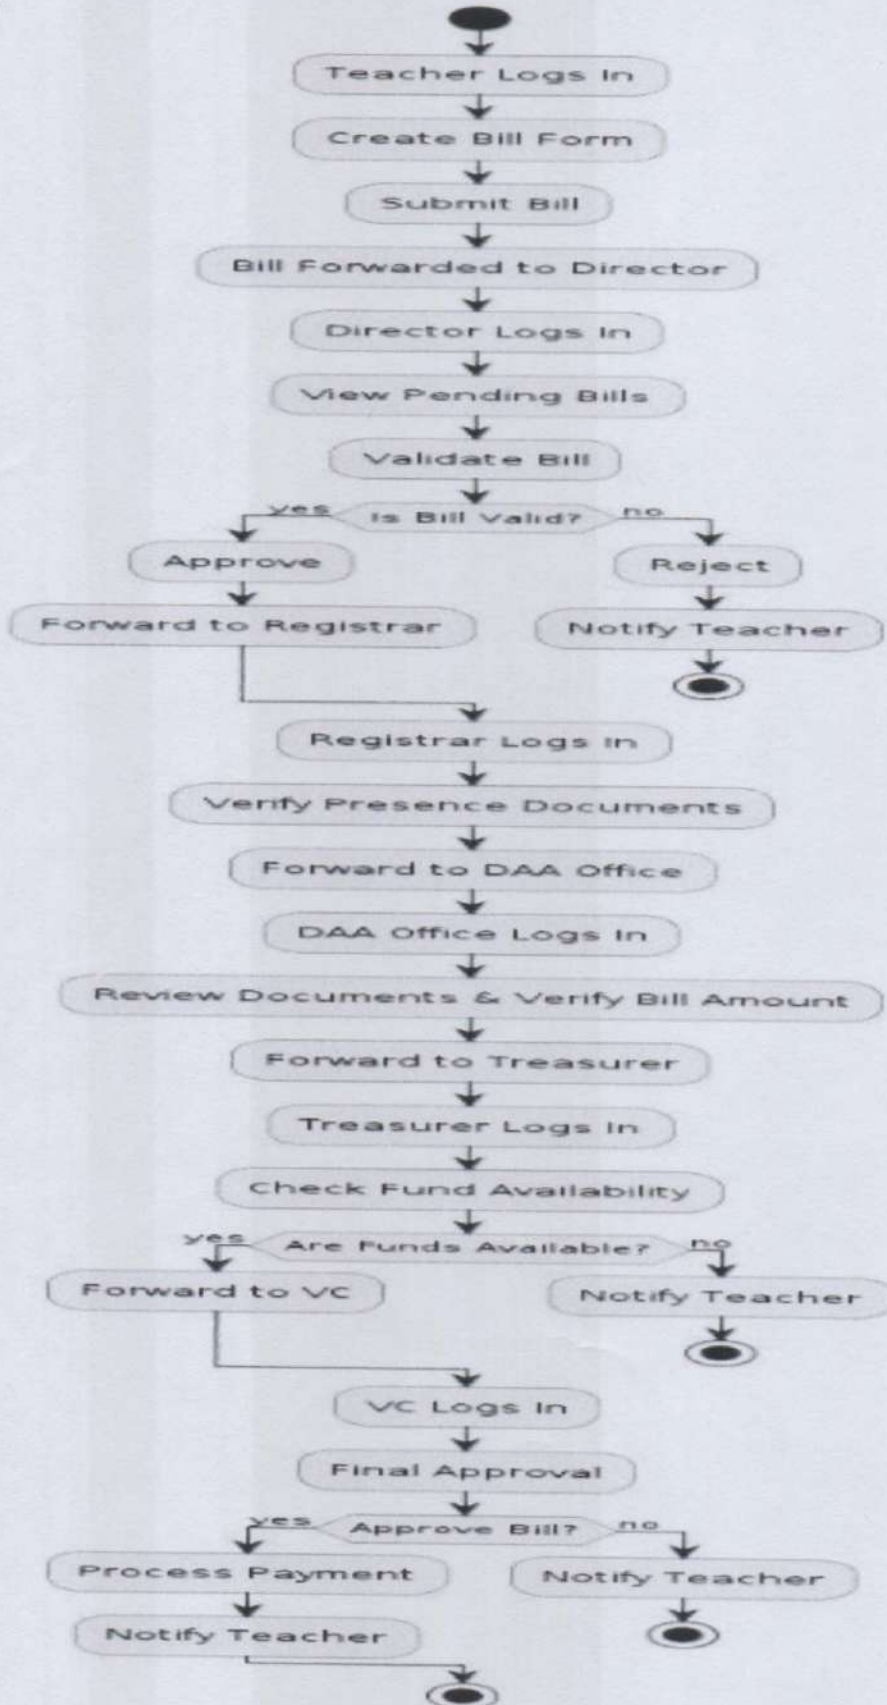 Teacher Logs In
Create Bill Form
Submit Bill
Bill Forwarded to Director
Director Logs In
View Pending Bills
Validate Bill
yes
Is Bill Valid?
no
Approve
Reject
Forward to Registrar
Notify Teacher
Registrar Logs In
Verify Presence Documents
Forward to DAA Office
DAA Office Logs In
Review Documents & Verify Bill Amount
Forward to Treasurer
Treasurer Logs In
Check Fund Availability
yes
Are Funds Available?
no
Forward to VC
Notify Teacher
VC Logs In
Final Approval
yes
Approve Bill?
no
Process Payment
Notify Teacher
Notify Teacher